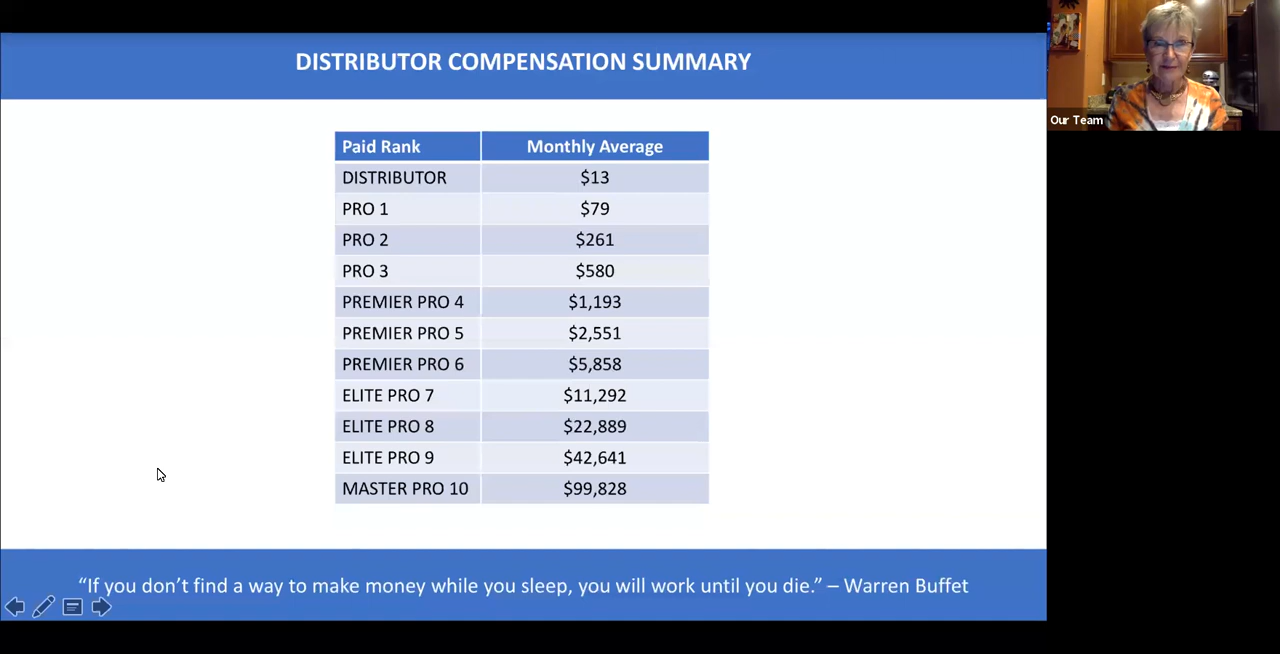 DISTRIBUTOR COMPENSATION SUMMARY
Our Team
Paid Rank Monthly Average
DISTRIBUTOR $13
PRO 1 $79
PRO 2 $261
PRO 3 $580
PREMIER PRO 4 $1,193
PREMIER PRO 5 $2,551
PREMIER PRO 6 $5,858
ELITE PRO 7 $11,292
ELITE PRO 8 $22,889
ELITE PRO 9 $42,641
MASTER PRO 10 $99,828
“If you don’t find a way to make money while you sleep, you will work until you die.” – Warren Buffet